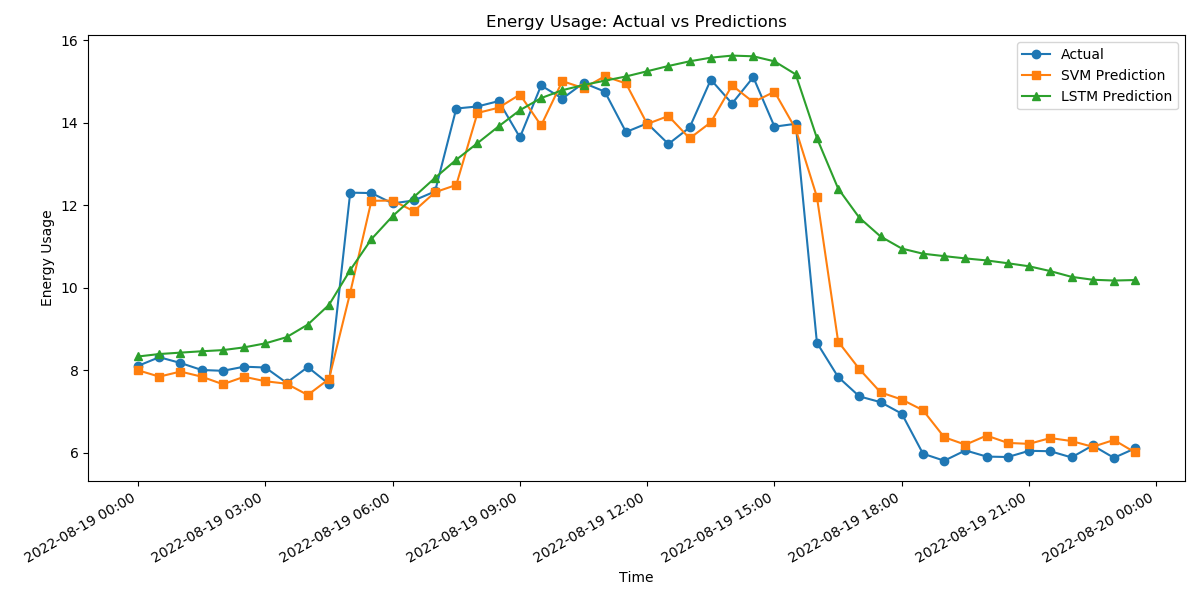 Energy Usage: Actual vs Predictions
Actual
SVM Prediction
LSTM Prediction
16
14
12
10
8
6
Energy Usage
2022-08-19 00:00
2022-08-19 03:00
2022-08-19 06:00
2022-08-19 09:00
2022-08-19 12:00
2022-08-19 15:00
2022-08-19 18:00
2022-08-19 21:00
2022-08-20 00:00
Time